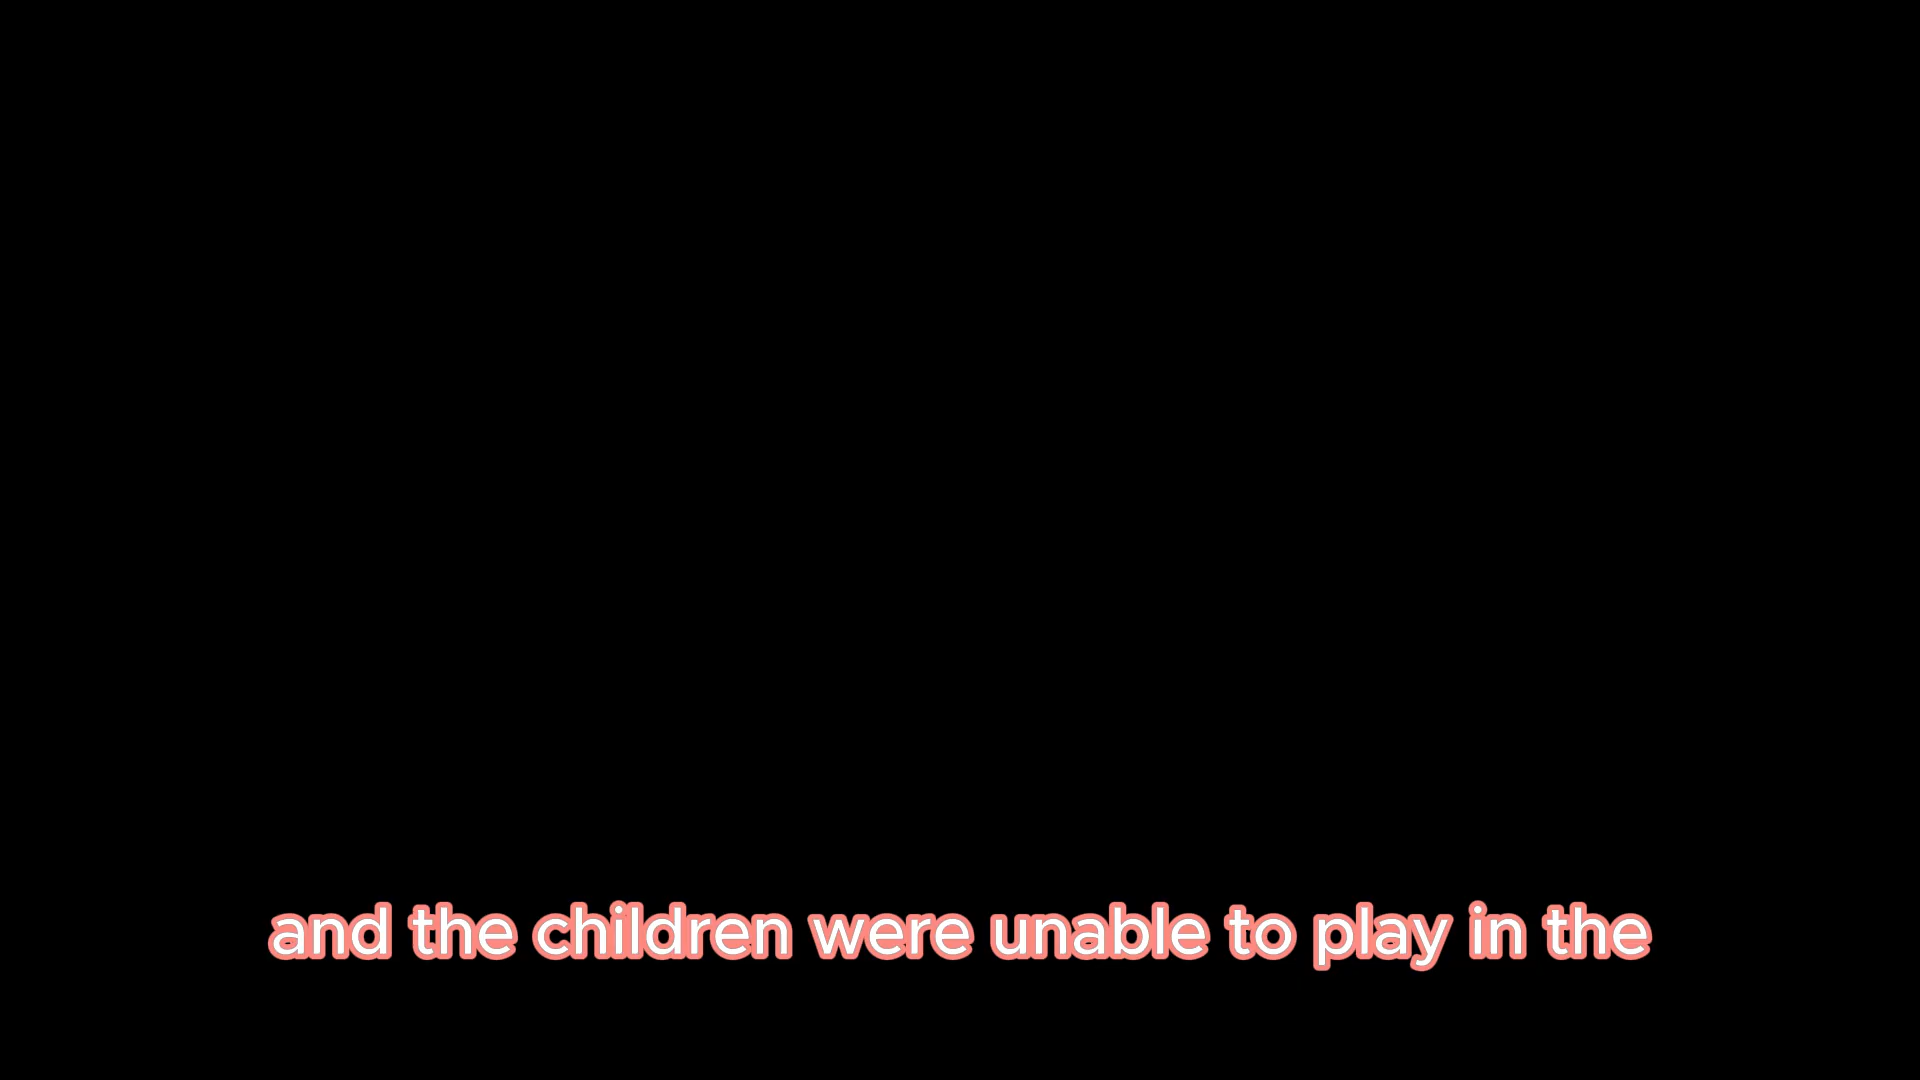 and the children were unable to play in the